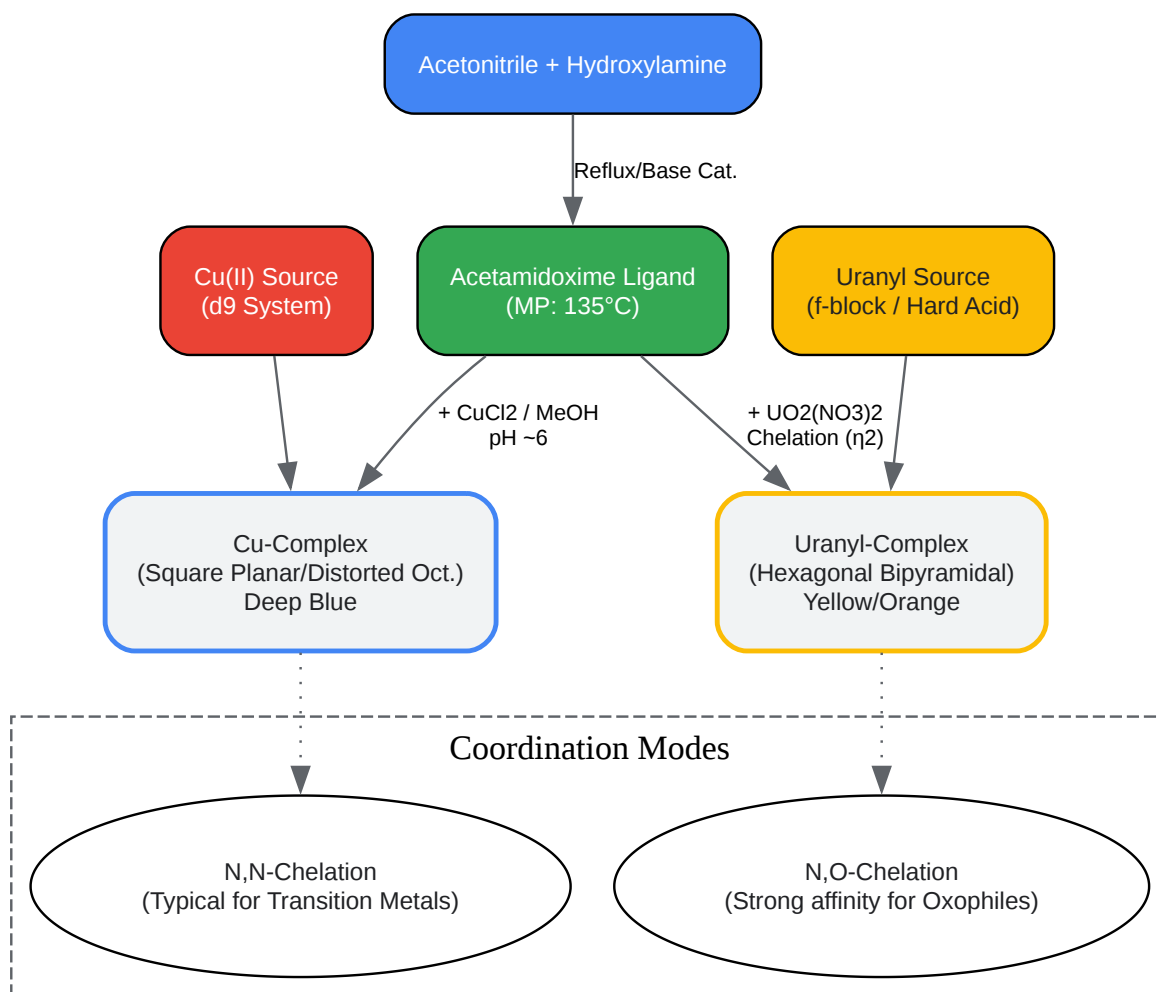 Acetonitrile + Hydroxylamine
Reflux/Base Cat.
Cu(II) Source
(d9 System)
Acetamidoxime Ligand
(MP: 135°C)
Uranyl Source
(f-block / Hard Acid)
+ CuCl2 / MeOH
pH ~6
+ UO2(NO3)2
Chelation (η2)
Cu-Complex
(Square Planar/Distorted Oct.)
Deep Blue
Uranyl-Complex
(Hexagonal Bipyramidal)
Yellow/Orange
Coordination Modes
N,N-Chelation
(Typical for Transition Metals)
N,O-Chelation
(Strong affinity for Oxophiles)